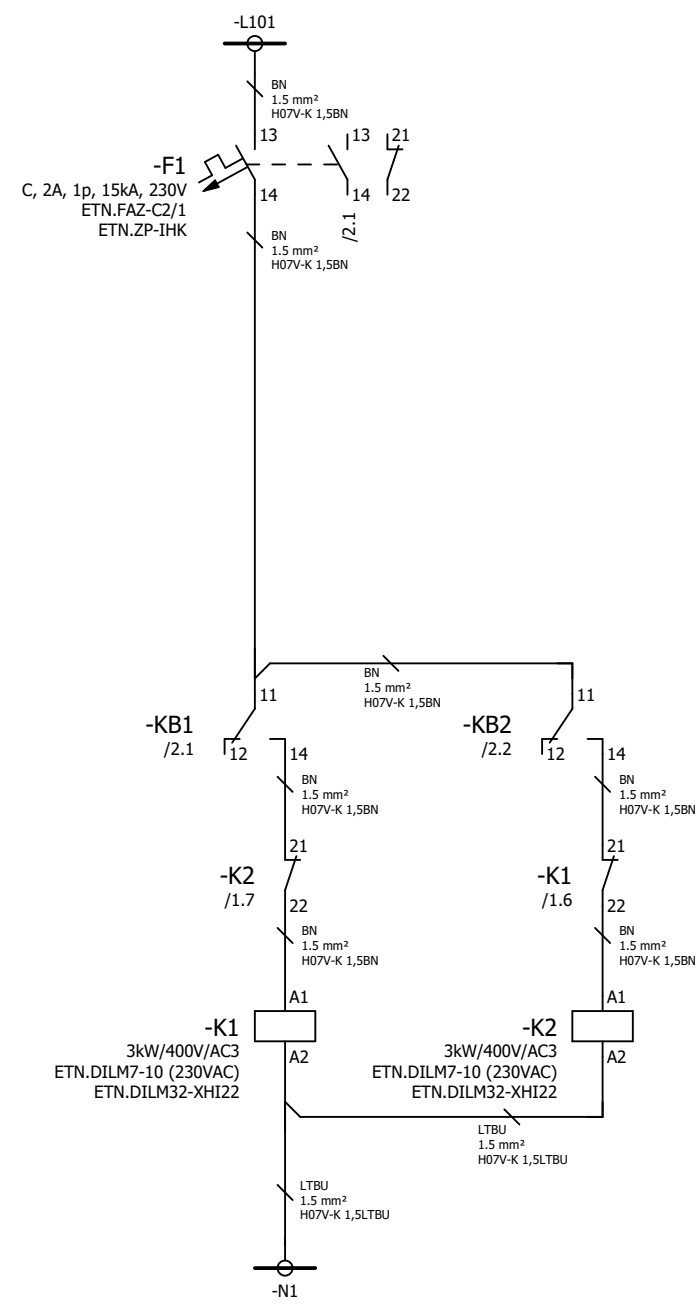 -L101
BN
1.5 mm²
H07V-K 1,5BN
13
13
21
-F1
C, 2A, 1p, 15kA, 230V
ETN.FAZ-C2/1
ETN.ZP-IHK
14
14
22
/2.1
BN
1.5 mm²
H07V-K 1,5BN
BN
1.5 mm²
H07V-K 1,5BN
11
-KB1
/2.1
12
14
11
-KB2
/2.2
12
14
BN
1.5 mm²
H07V-K 1,5BN
BN
1.5 mm²
H07V-K 1,5BN
21
-K2
/1.7
22
21
-K1
/1.6
22
BN
1.5 mm²
H07V-K 1,5BN
BN
1.5 mm²
H07V-K 1,5BN
A1
-K1
3kW/400V/AC3
A2
ETN.DILM7-10 (230VAC)
ETN.DILM32-XHI22
A1
-K2
3kW/400V/AC3
A2
ETN.DILM7-10 (230VAC)
ETN.DILM32-XHI22
LTBU
1.5 mm²
H07V-K 1,5LTBU
LTBU
1.5 mm²
H07V-K 1,5LTBU
-N1